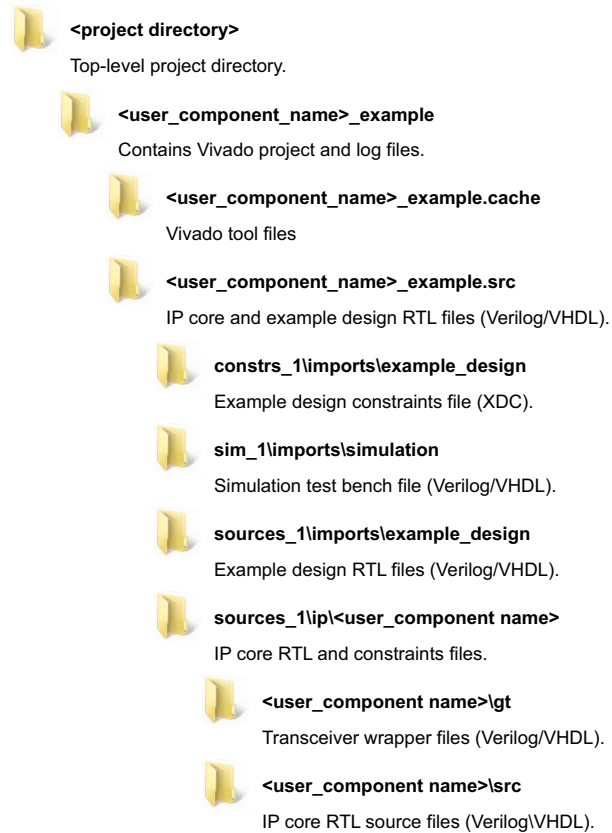 <project directory>
Top-level project directory.
<user_component_name>_example
Contains Vivado project and log files.
<user_component_name>_example.cache
Vivado tool files
<user_component_name>_example.src
IP core and example design RTL files (Verilog/VHDL).
constrs_1\imports\example_design
Example design constraints file (XDC).
sim_1\imports\simulation
Simulation test bench file (Verilog/VHDL).
sources_1\imports\example_design
Example design RTL files (Verilog/VHDL).
sources_1\ip\<user_component name>
IP core RTL and constraints files.
<user_component name>\gt
Transceiver wrapper files (Verilog/VHDL).
<user_component name>\src
IP core RTL source files (Verilog\VHDL).